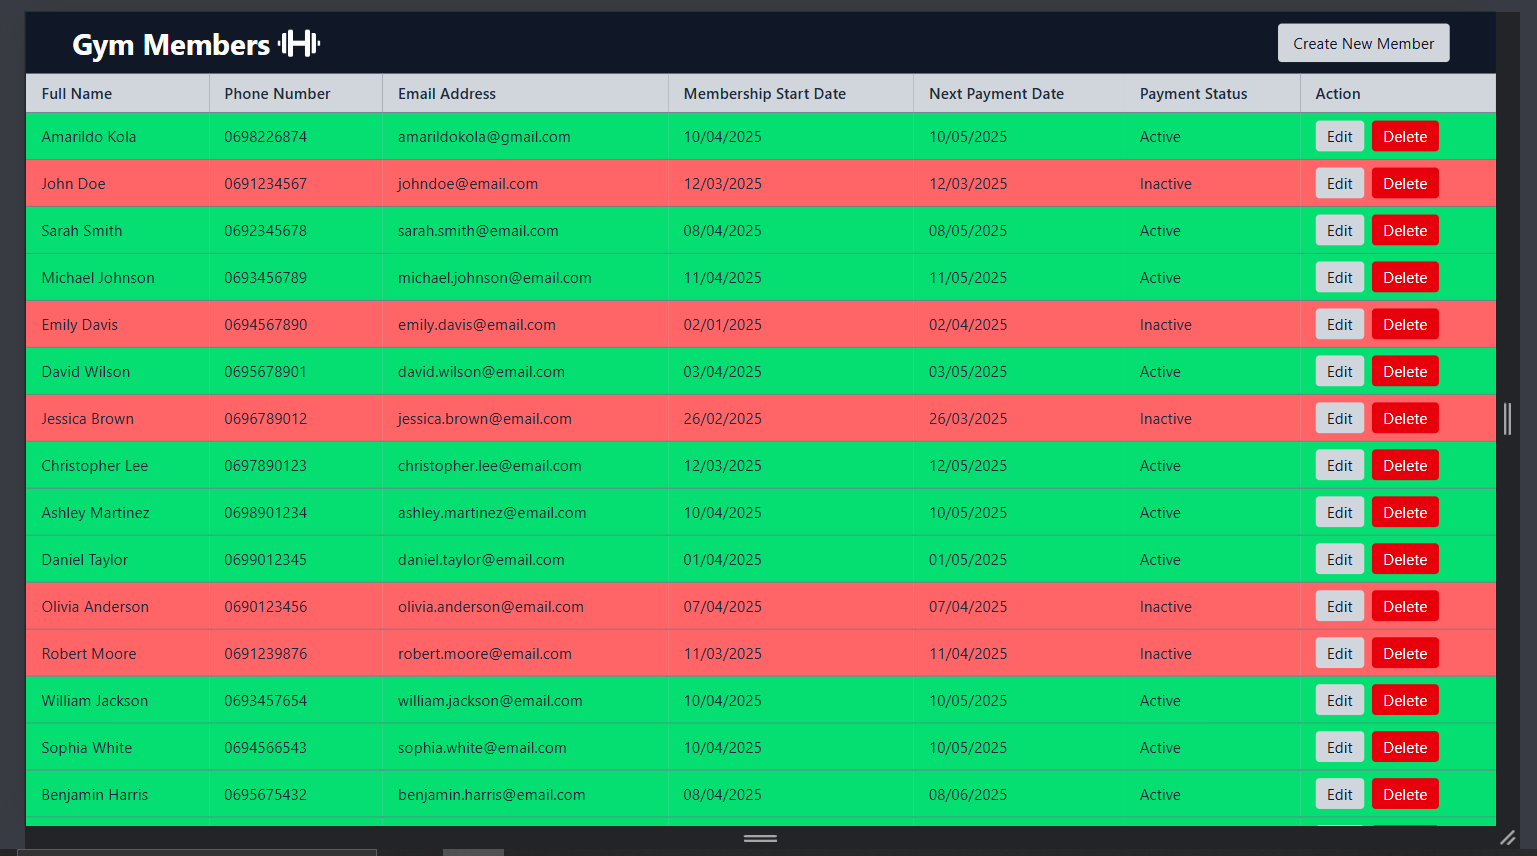 Gym Members
Create New Member
Full Name Phone Number Email Address Membership Start Date Next Payment Date Payment Status Action
Amarildo Kola 0698226874 amarildokola@gmail.com 10/04/2025 10/05/2025 Active Edit Delete
John Doe 0691234567 johndoe@email.com 12/03/2025 12/03/2025 Inactive Edit Delete
Sarah Smith 0692345678 sarah.smith@email.com 08/04/2025 08/05/2025 Active Edit Delete
Michael Johnson 0693456789 michael.johnson@email.com 11/04/2025 11/05/2025 Active Edit Delete
Emily Davis 0694567890 emily.davis@email.com 02/01/2025 02/04/2025 Inactive Edit Delete
David Wilson 0695678901 david.wilson@email.com 03/04/2025 03/05/2025 Active Edit Delete
Jessica Brown 0696789012 jessica.brown@email.com 26/02/2025 26/03/2025 Inactive Edit Delete
Christopher Lee 0697890123 christopher.lee@email.com 12/03/2025 12/05/2025 Active Edit Delete
Ashley Martinez 0698901234 ashley.martinez@email.com 10/04/2025 10/05/2025 Active Edit Delete
Daniel Taylor 0699012345 daniel.taylor@email.com 01/04/2025 01/05/2025 Active Edit Delete
Olivia Anderson 0690123456 olivia.anderson@email.com 07/04/2025 07/04/2025 Inactive Edit Delete
Robert Moore 0691239876 robert.moore@email.com 11/03/2025 11/04/2025 Inactive Edit Delete
William Jackson 0693457654 william.jackson@email.com 10/04/2025 10/05/2025 Active Edit Delete
Sophia White 0694566543 sophia.white@email.com 10/04/2025 10/05/2025 Active Edit Delete
Benjamin Harris 0695675432 benjamin.harris@email.com 08/04/2025 08/06/2025 Active Edit Delete